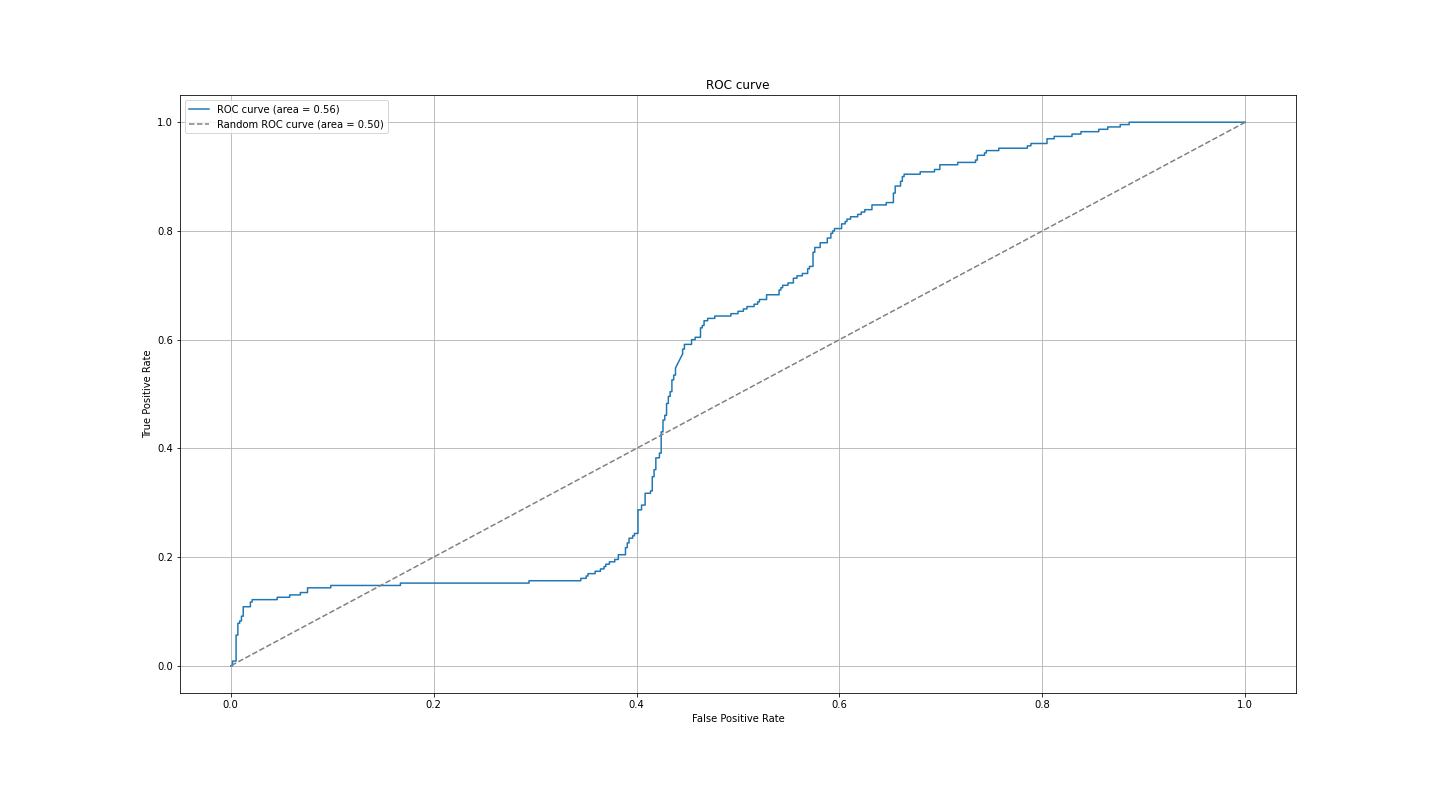 ROC curve
ROC curve (area = 0.56)
Random ROC curve (area = 0.50)
1.0
0.8
0.6
0.4
0.2
0.0
True Positive Rate
0.0
0.2
0.4
0.6
0.8
1.0
False Positive Rate